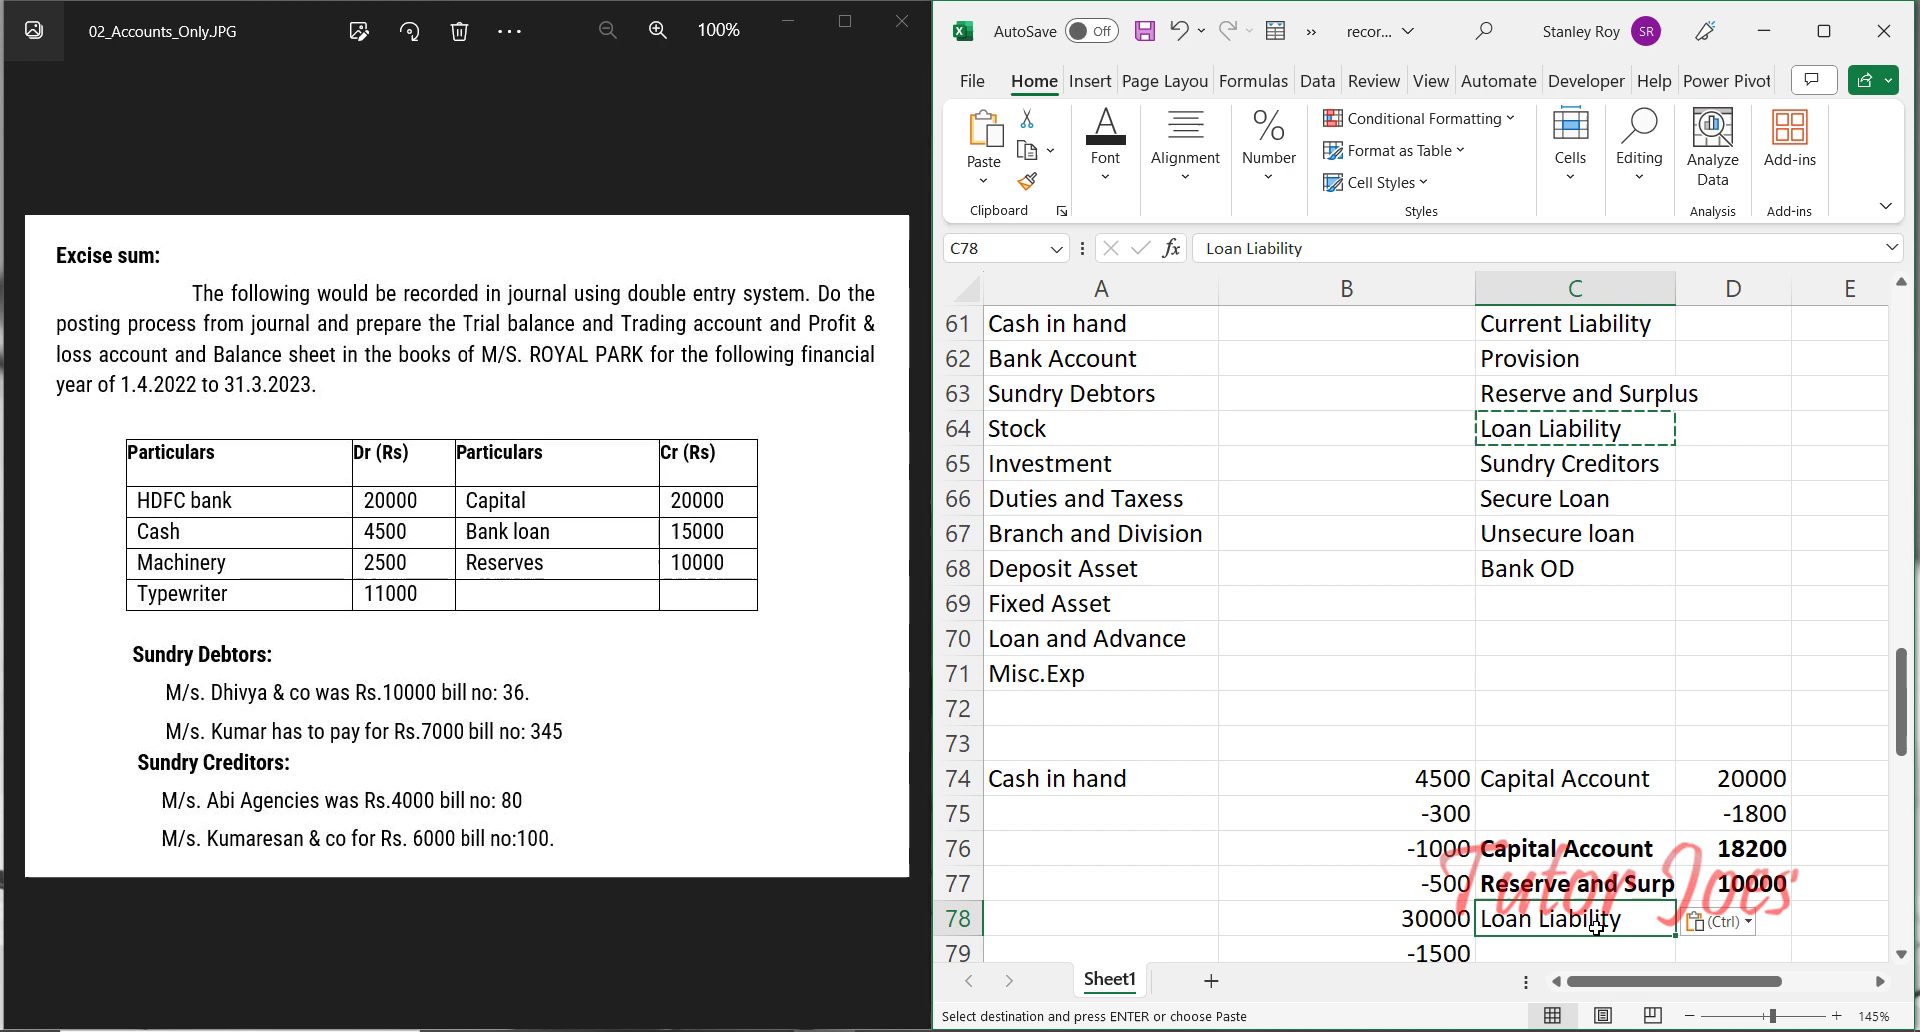 02_Accounts_Only.JPG
100%
Excise sum:
The following would be recorded in journal using double entry system. Do the
posting process from journal and prepare the Trial balance and Trading account and Profit &
loss account and Balance sheet in the books of M/S. ROYAL PARK for the following financial
year of 1.4.2022 to 31.3.2023.
Particulars Dr (Rs) Particulars Cr (Rs)
HDFC bank 20000 Capital 20000
Cash 4500 Bank loan 15000
Machinery 2500 Reserves 10000
Typewriter 11000
Sundry Debtors:
M/s. Dhivya & co was Rs.10000 bill no: 36.
M/s. Kumar has to pay for Rs.7000 bill no: 345
Sundry Creditors:
M/s. Abi Agencies was Rs.4000 bill no: 80
M/s. Kumaresan & co for Rs. 6000 bill no:100.
AutoSave Off recor... Stanley Roy SR
File Home Insert Page Layou Formulas Data Review View Automate Developer Help Power Pivot
Paste Font Alignment Number Conditional Formatting Format as Table Cell Styles Cells Editing Analyze Data Add-ins
Clipboard Styles Analysis Add-ins
C78 fx Loan Liability
A B C D E
61 Cash in hand Current Liability
62 Bank Account Provision
63 Sundry Debtors Reserve and Surplus
64 Stock Loan Liability
65 Investment Sundry Creditors
66 Duties and Taxess Secure Loan
67 Branch and Division Unsecure loan
68 Deposit Asset Bank OD
69 Fixed Asset
70 Loan and Advance
71 Misc.Exp
72
73
74 Cash in hand 4500 Capital Account 20000
75 -300 -1800
76 -1000 Capital Account 18200
77 -500 Reserve and Surp 10000
78 30000 Loan Liability (Ctrl)
79 -1500
Tutor Joes
Sheet1
Select destination and press ENTER or choose Paste 145%